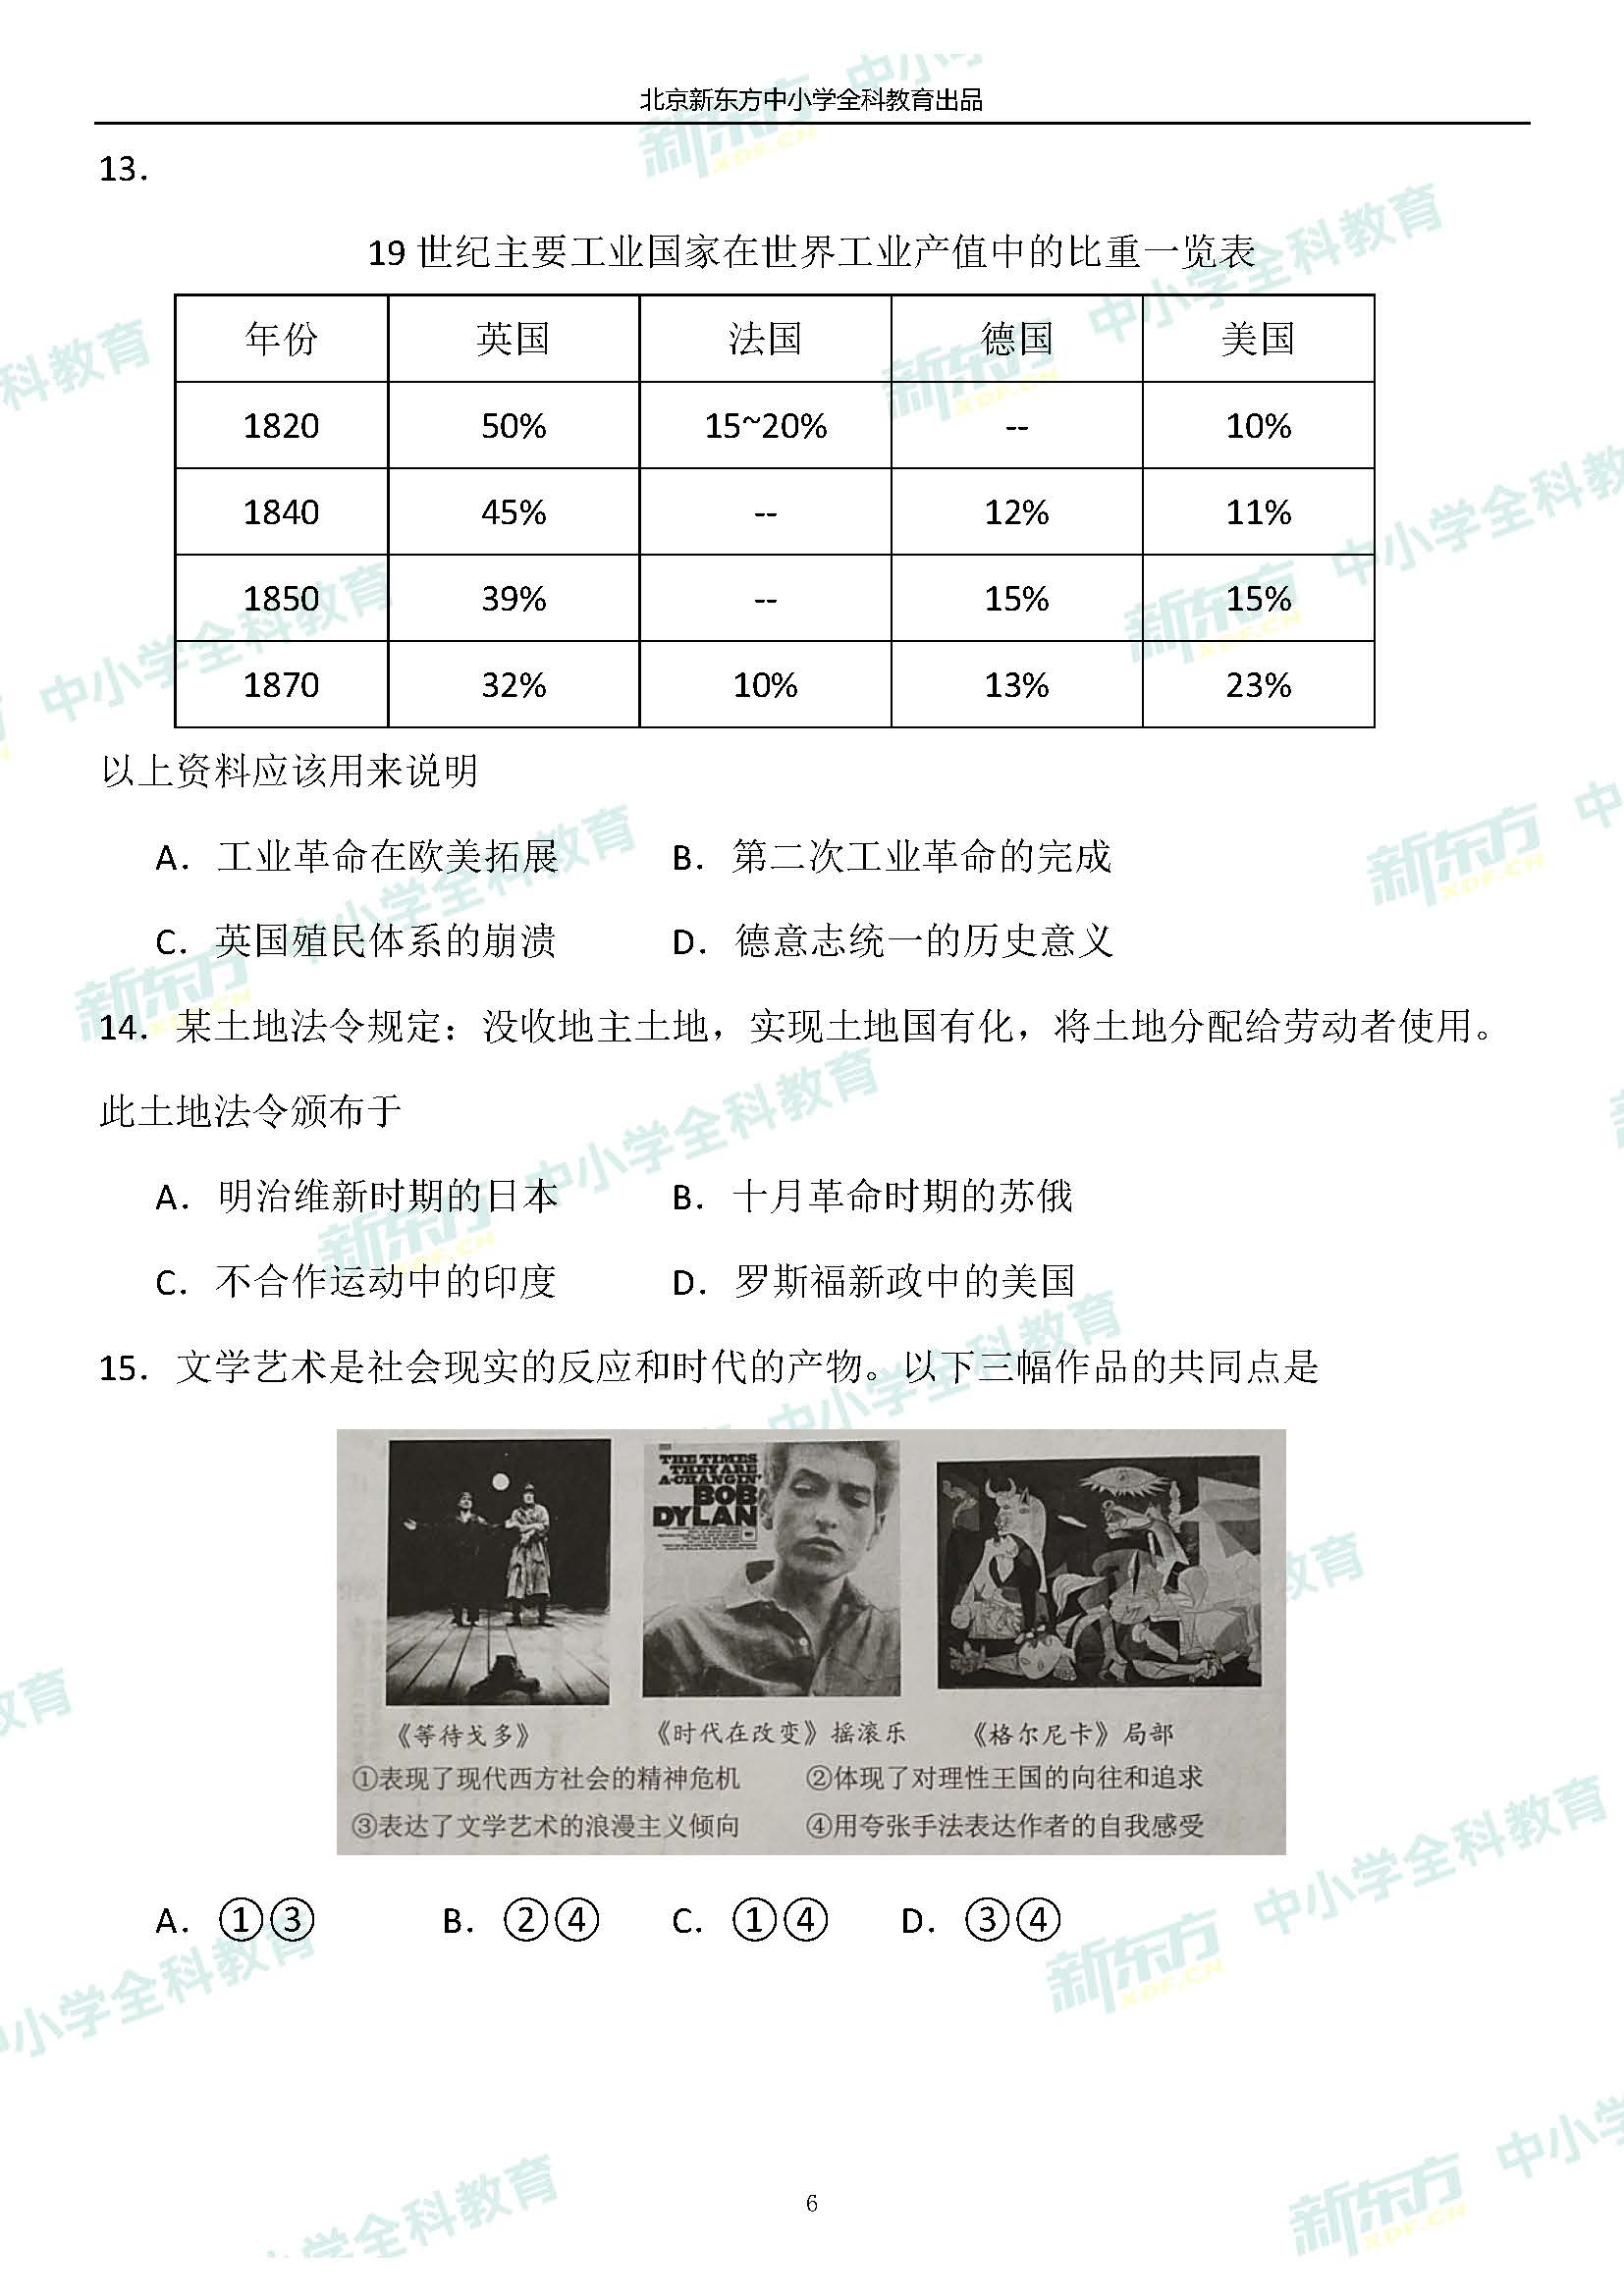 北京新东方中小学全科教育出品
13.
19世纪主要工业国家在世界工业产值中的比重一览表
年份 英国 法国 德国 美国
1820 50% 15~20% -- 10%
1840 45% -- 12% 11%
1850 39% -- 15% 15%
1870 32% 10% 13% 23%
以上资料应该用来说明
A. 工业革命在欧美拓展 B. 第二次工业革命的完成
C. 英国殖民体系的崩溃 D. 德意志统一的历史意义
14. 某土地法令规定：没收地主土地，实现土地国有化，将土地分配给劳动者使用。
此土地法令颁布于
A. 明治维新时期的日本 B. 十月革命时期的苏俄
C. 不合作运动中的印度 D. 罗斯福新政中的美国
15. 文学艺术是社会现实的反应和时代的产物。以下三幅作品的共同点是
THE TIMES
THEY ARE
A-CHANGIN'
BOB
DYLAN
《等待戈多》 《时代在改变》摇滚乐 《格尔尼卡》局部
①表现了现代西方社会的精神危机 ②体现了对理性王国的向往和追求
③表达了文学艺术的浪漫主义倾向 ④用夸张手法表达作者的自我感受
A. ①③ B. ②④ C. ①④ D. ③④
6
新东方 XDF.CN 中小学全科教育